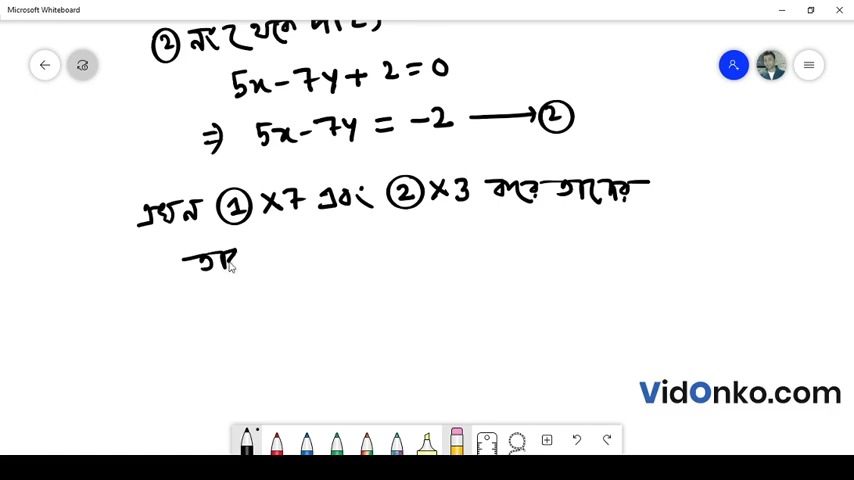 Microsoft Whiteboard
② নং হতে পাই,
5x-7y+2=0
⇒ 5x-7y=-2 → ②
এখন ①×7 এবং ②×3 করে তাদের
VidOnko.com